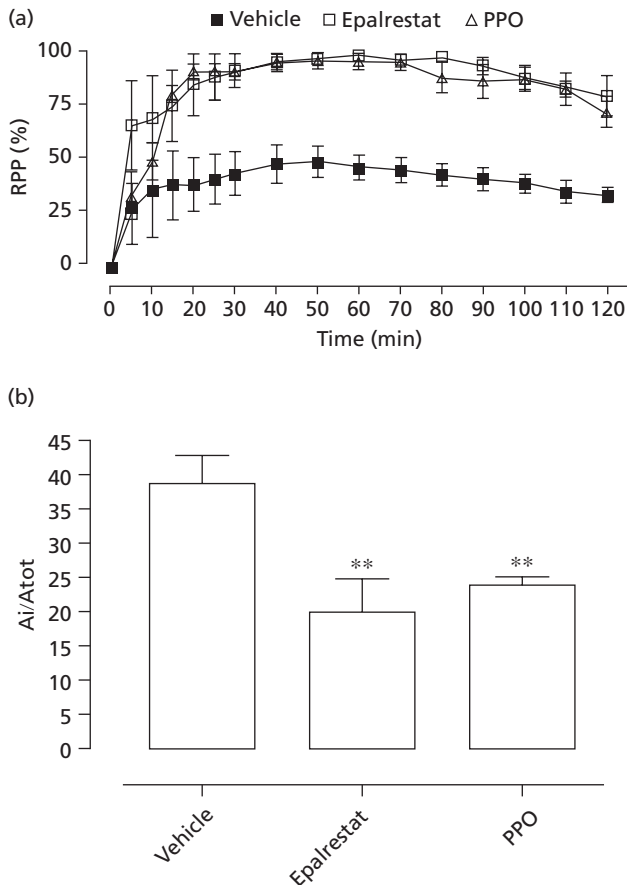 (a)
■ Vehicle □ Epalrestat △ PPO
100
75
50
25
0
RPP (%)
0 10 20 30 40 50 60 70 80 90 100 110 120
Time (min)
(b)
45
40
35
30
25
20
15
10
5
0
Ai/Atot
** **
Vehicle
Epalrestat
PPO